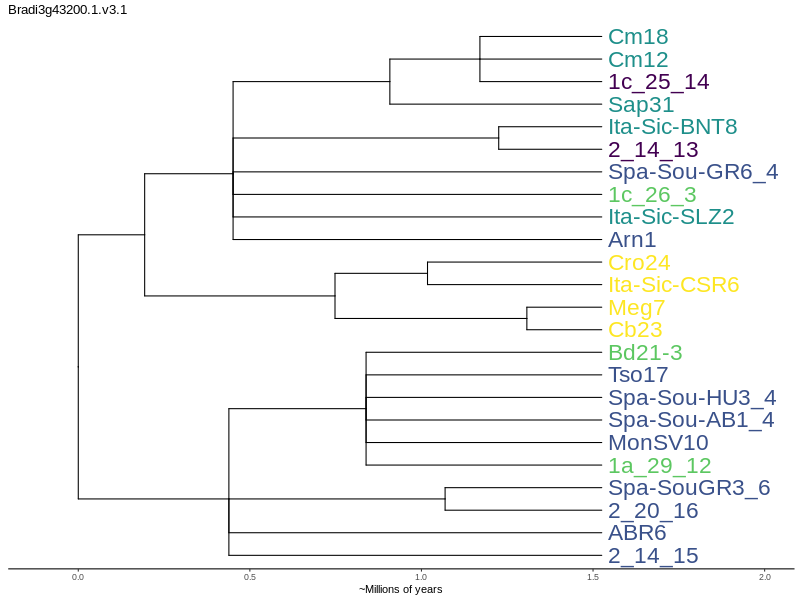 Bradi3g43200.1.v3.1
Cm18
Cm12
1c_25_14
Sap31
Ita-Sic-BNT8
2_14_13
Spa-Sou-GR6_4
1c_26_3
Ita-Sic-SLZ2
Arn1
Cro24
Ita-Sic-CSR6
Meg7
Cb23
Bd21-3
Tso17
Spa-Sou-HU3_4
Spa-Sou-AB1_4
MonSV10
1a_29_12
Spa-SouGR3_6
2_20_16
ABR6
2_14_15
0.0 0.5 1.0 1.5 2.0
~Millions of years